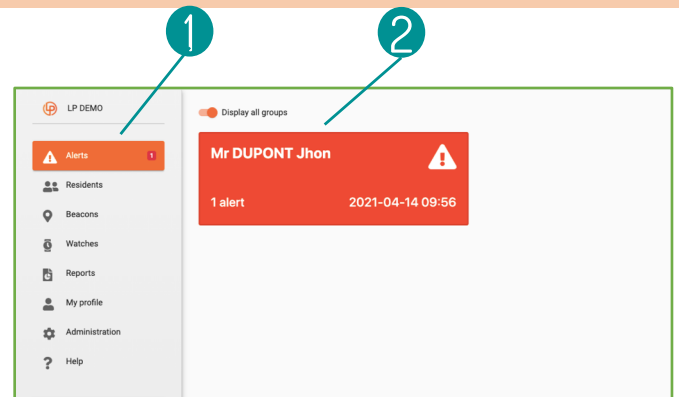 1
2
LP DEMO
Display all groups
Alerts 1
Mr DUPONT Jhon
1 alert 2021-04-14 09:56
Residents
Beacons
Watches
Reports
My profile
Administration
Help